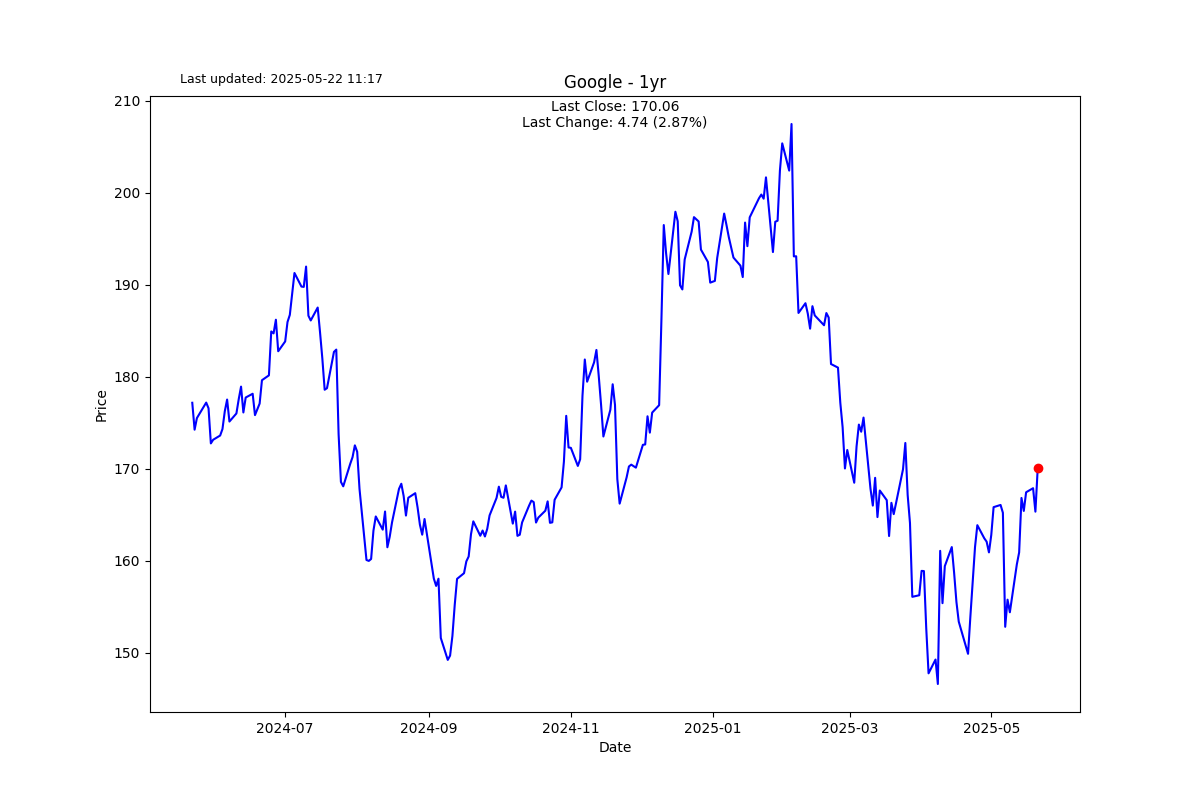 Last updated: 2025-05-22 11:17
Google - 1yr
Last Close: 170.06
Last Change: 4.74 (2.87%)
210
200
190
180
170
160
150
Price
2024-07
2024-09
2024-11
2025-01
2025-03
2025-05
Date